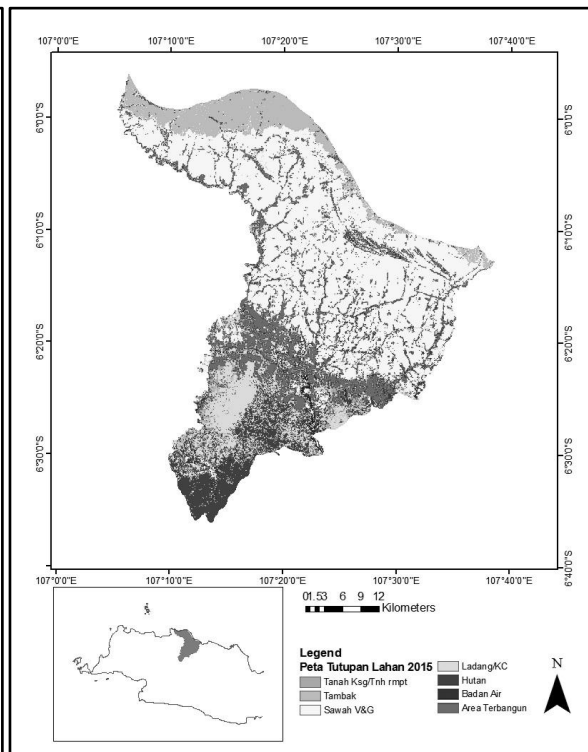 107°0'0"E 107°10'0"E 107°20'0"E 107°30'0"E 107°40'0"E
6°0'0"S 6°0'0"S
6°10'0"S 6°10'0"S
6°20'0"S 6°20'0"S
6°30'0"S 6°30'0"S
6°40'0"S
107°0'0"E 107°10'0"E 107°20'0"E 107°30'0"E 107°40'0"E
01.53 6 9 12
Kilometers
Legend
Peta Tutupan Lahan 2015
Tanah Ksg/Tnh rmpt
Tambak
Sawah V&G
Ladang/KC
Hutan
Badan Air
Area Terbangun
N